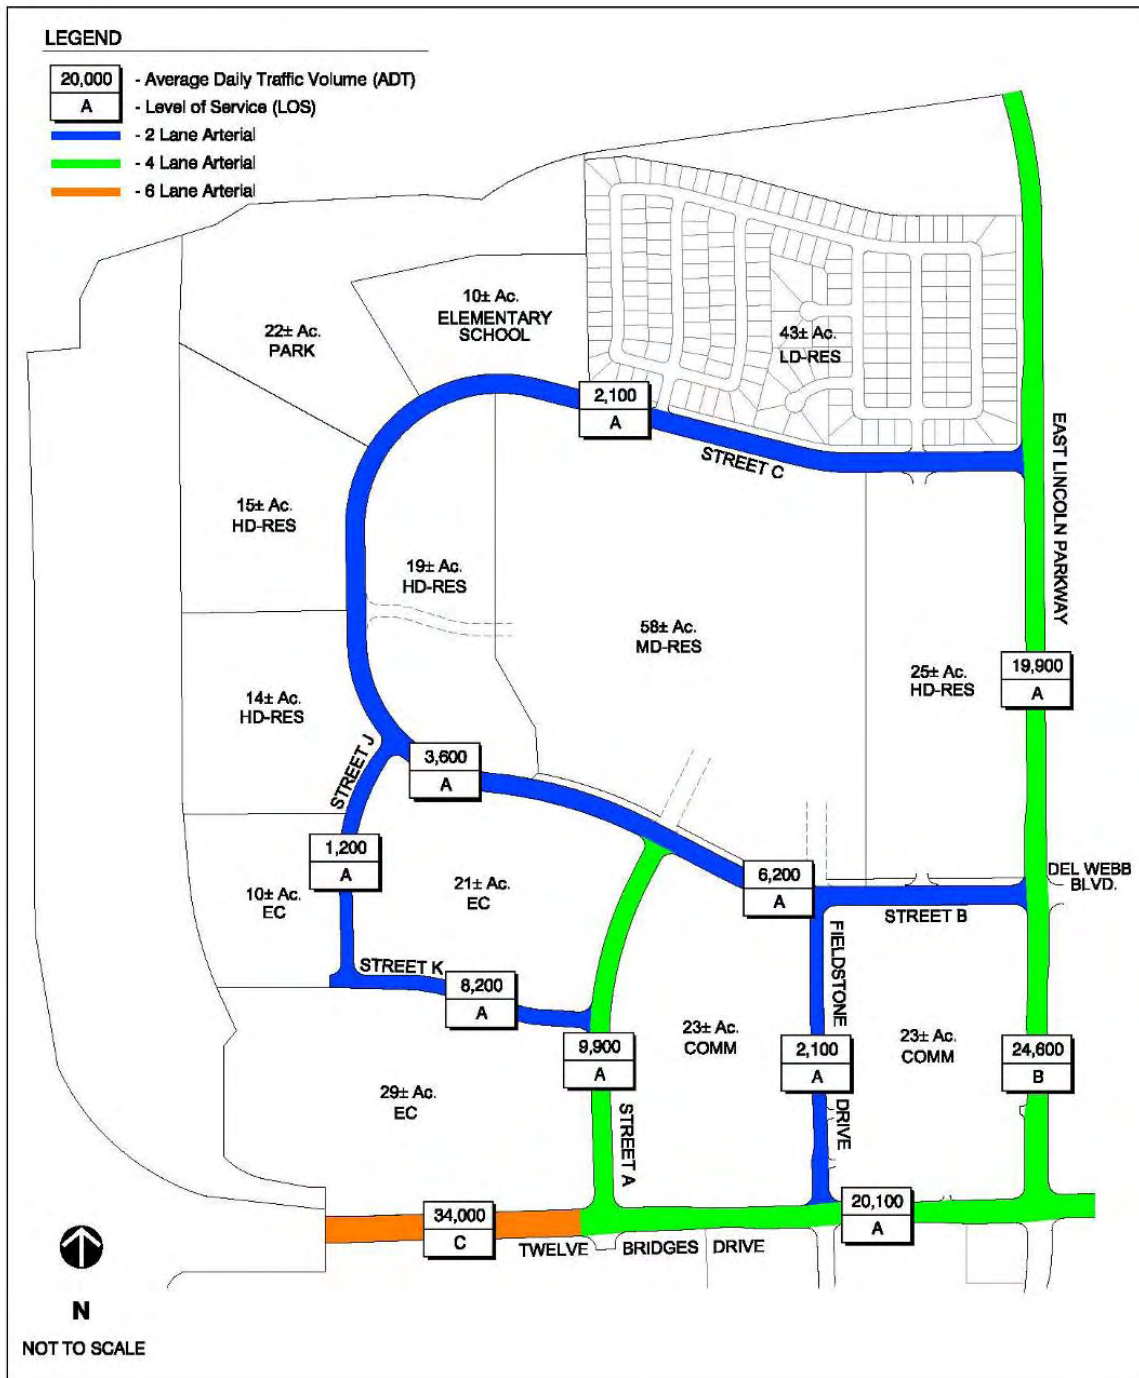 LEGEND
20,000 - Average Daily Traffic Volume (ADT)
A - Level of Service (LOS)
- 2 Lane Arterial
- 4 Lane Arterial
- 6 Lane Arterial
10± Ac.
ELEMENTARY
SCHOOL
22± Ac.
PARK
43± Ac.
LD-RES
2,100
A
STREET C
EAST LINCOLN PARKWAY
15± Ac.
HD-RES
19± Ac.
HD-RES
58± Ac.
MD-RES
25± Ac.
HD-RES
19,900
A
14± Ac.
HD-RES
STREET J
3,600
A
1,200
A
10± Ac.
EC
21± Ac.
EC
6,200
A
DEL WEBB
BLVD.
STREET B
FIELDSTONE
DRIVE
STREET K
8,200
A
9,900
A
23± Ac.
COMM
2,100
A
23± Ac.
COMM
24,600
B
29± Ac.
EC
STREET A
34,000
C
20,100
A
TWELVE BRIDGES DRIVE
N
NOT TO SCALE